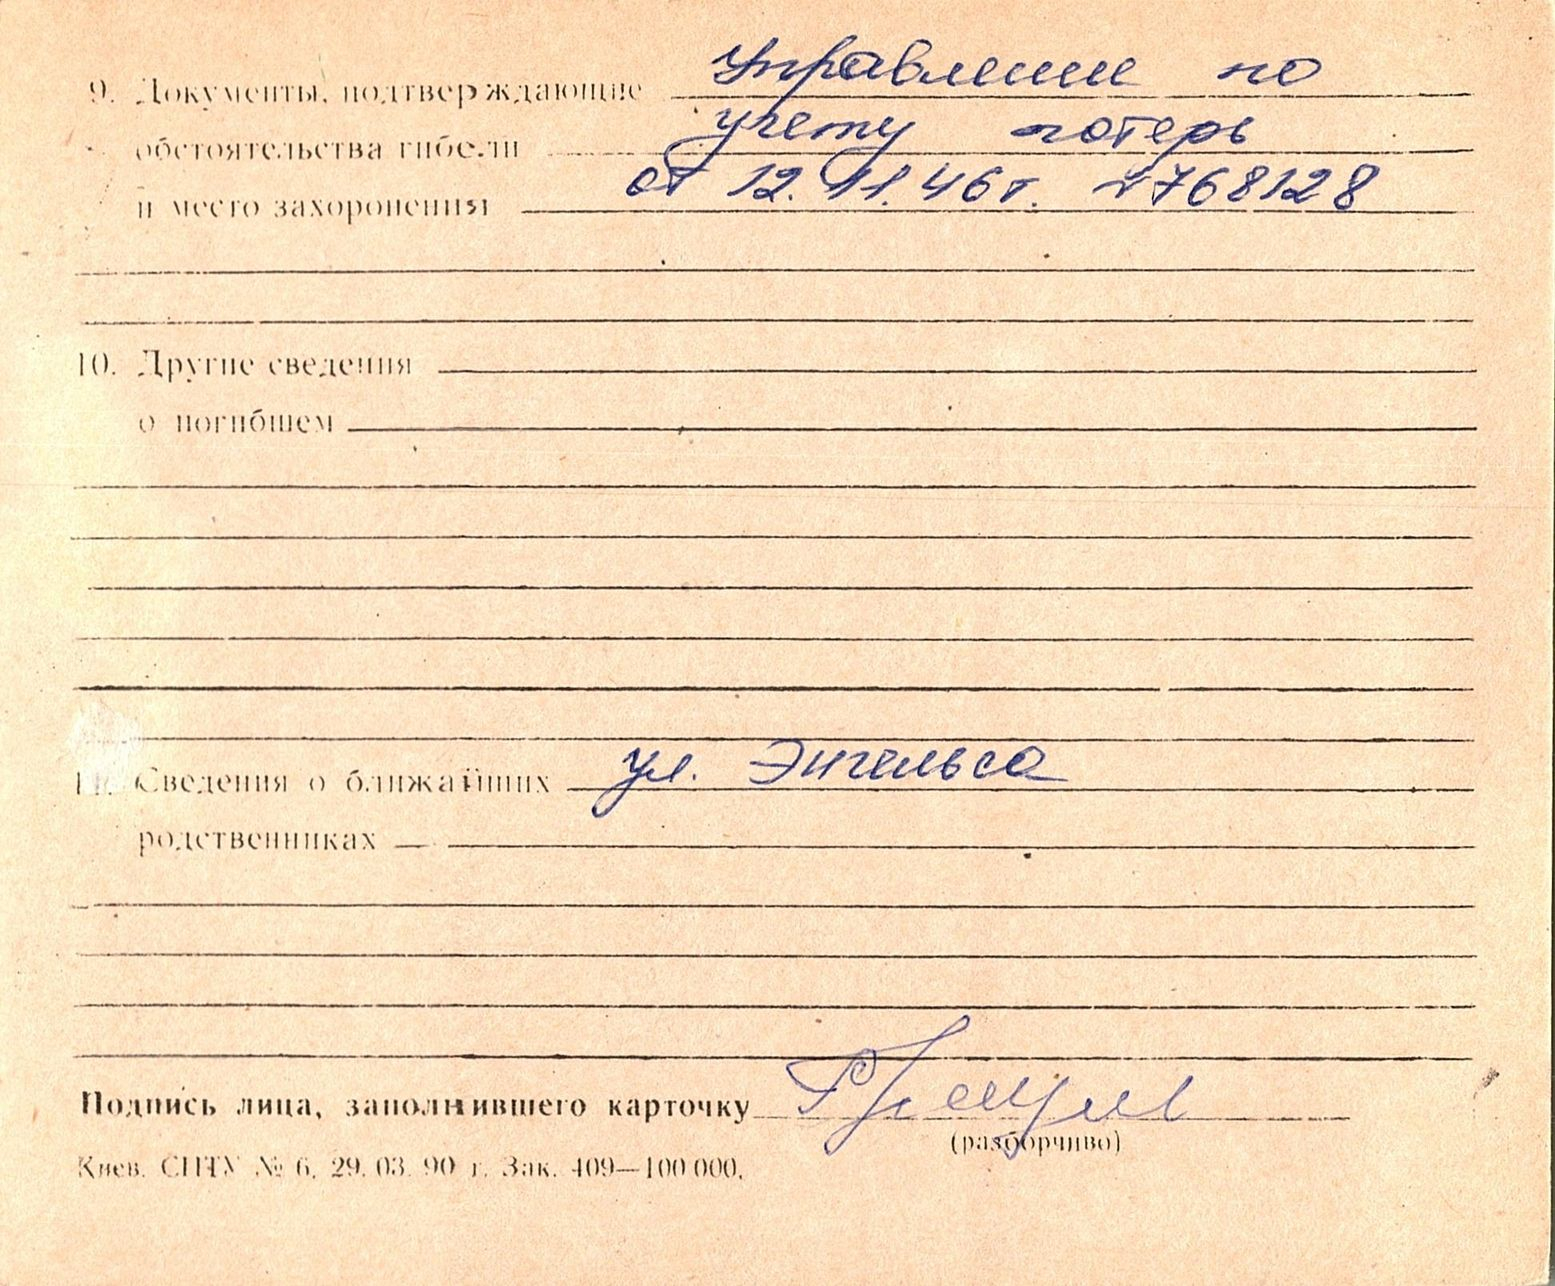 9. Документы, подтверждающие Управление по
обстоятельства гибели учету потерь
и место захоронения от 12.11.46г. №768128
10. Другие сведения
о погибшем
11. Сведения о ближайших ул. Энгельса
родственниках
Подпись лица, заполнившего карточку
(разборчиво)
Киев. СПТУ № 6. 29. 03. 90 г. Зак. 409—100 000.